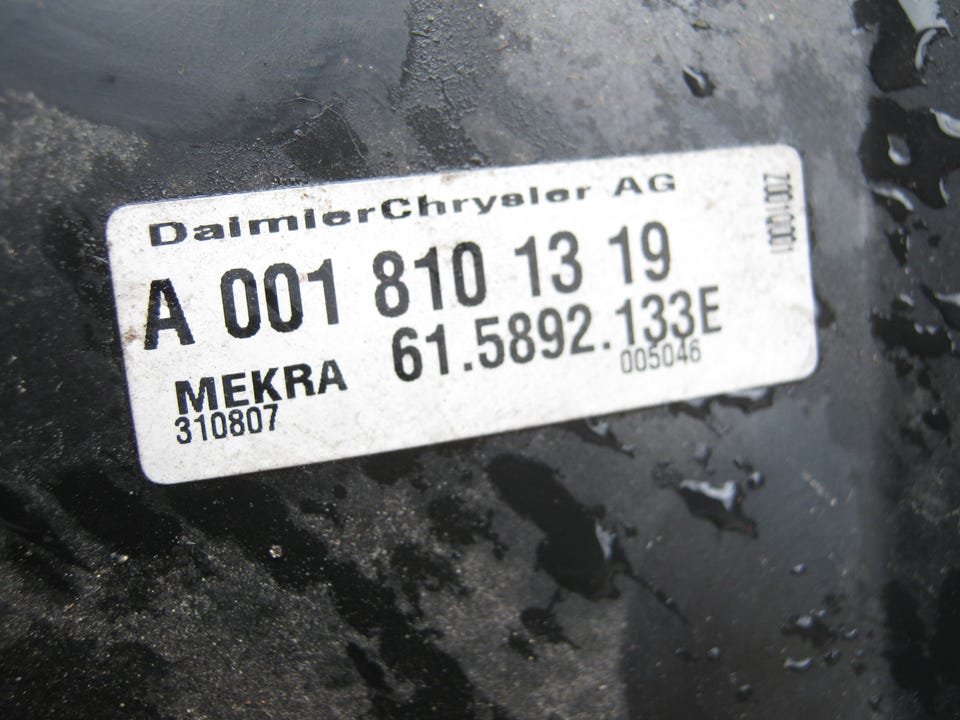 DaimlerChrysler AG
A 001 810 13 19
MEKRA 61.5892.133E
310807 005046